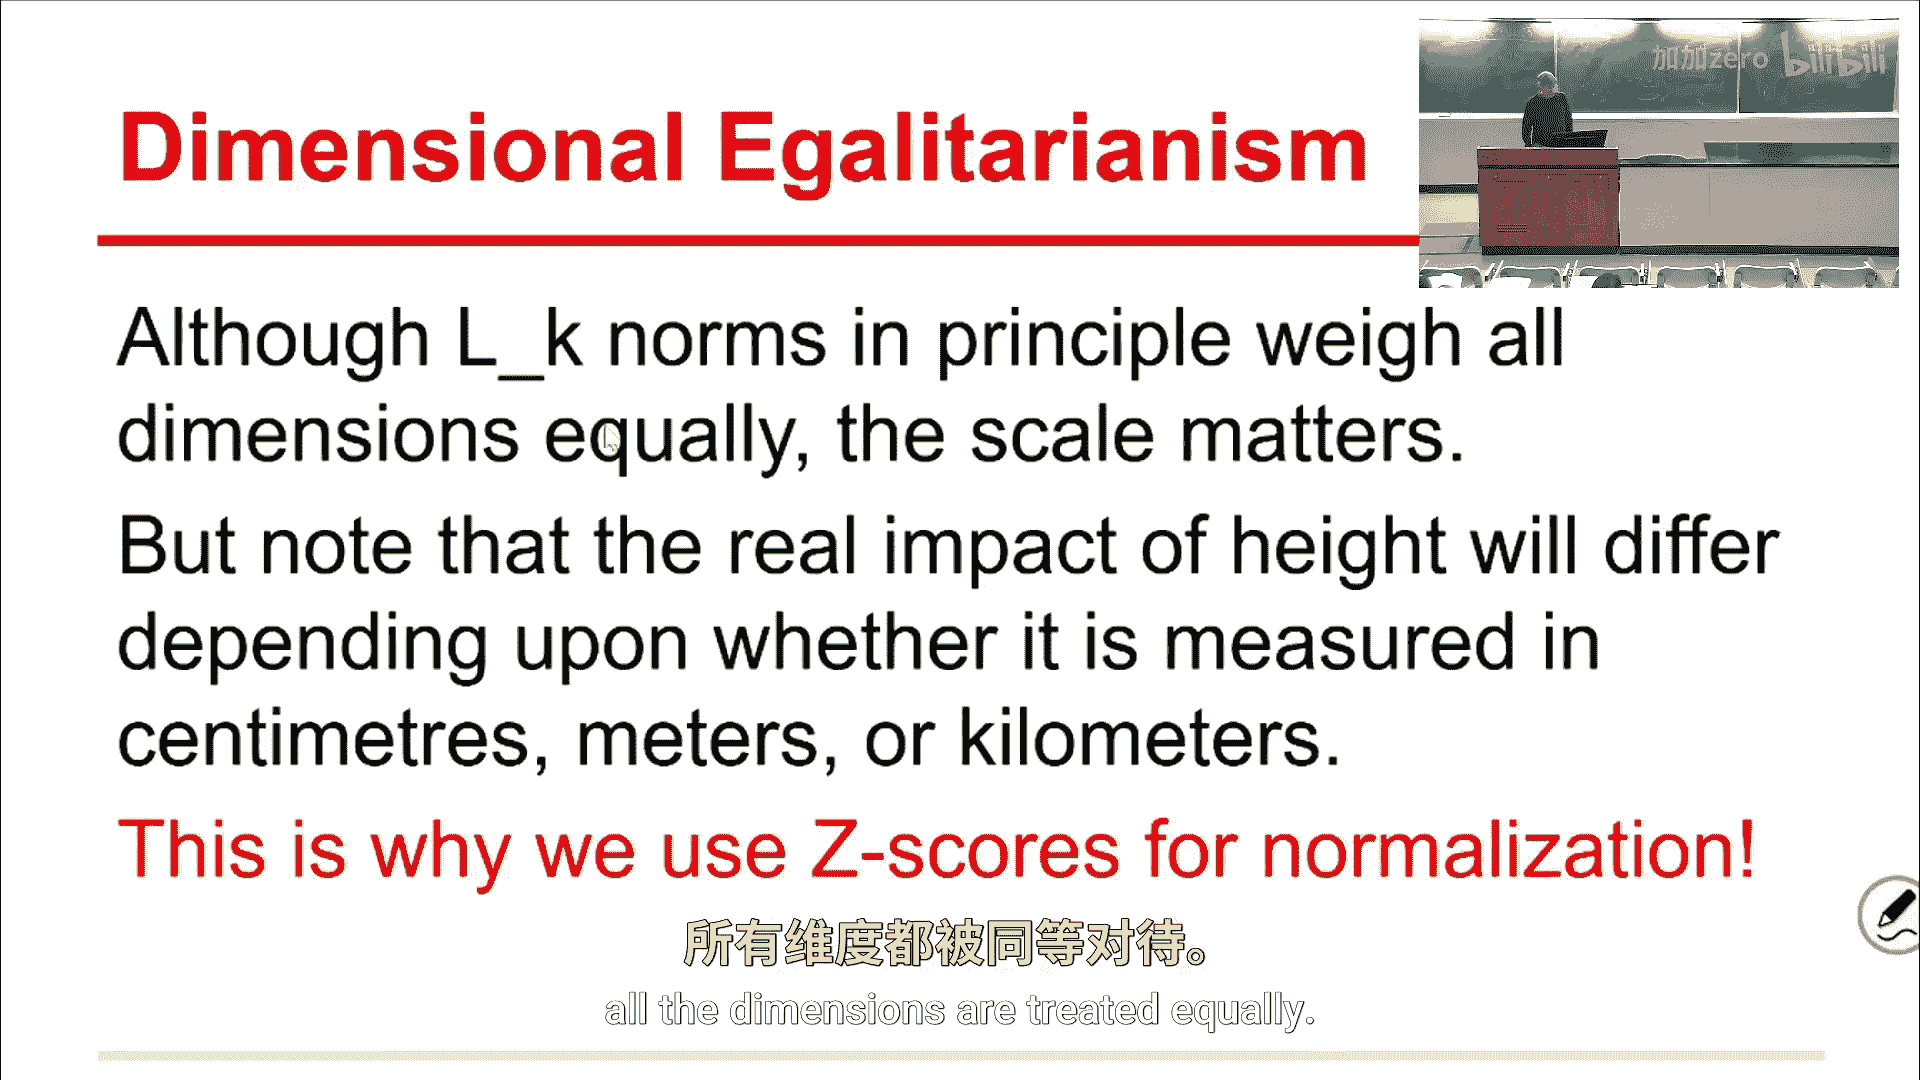 Dimensional Egalitarianism
加加zero bilibili
Although L_k norms in principle weigh all
dimensions equally, the scale matters.
But note that the real impact of height will differ
depending upon whether it is measured in
centimetres, meters, or kilometers.
This is why we use Z-scores for normalization!
所有维度都被同等对待。
all the dimensions are treated equally.